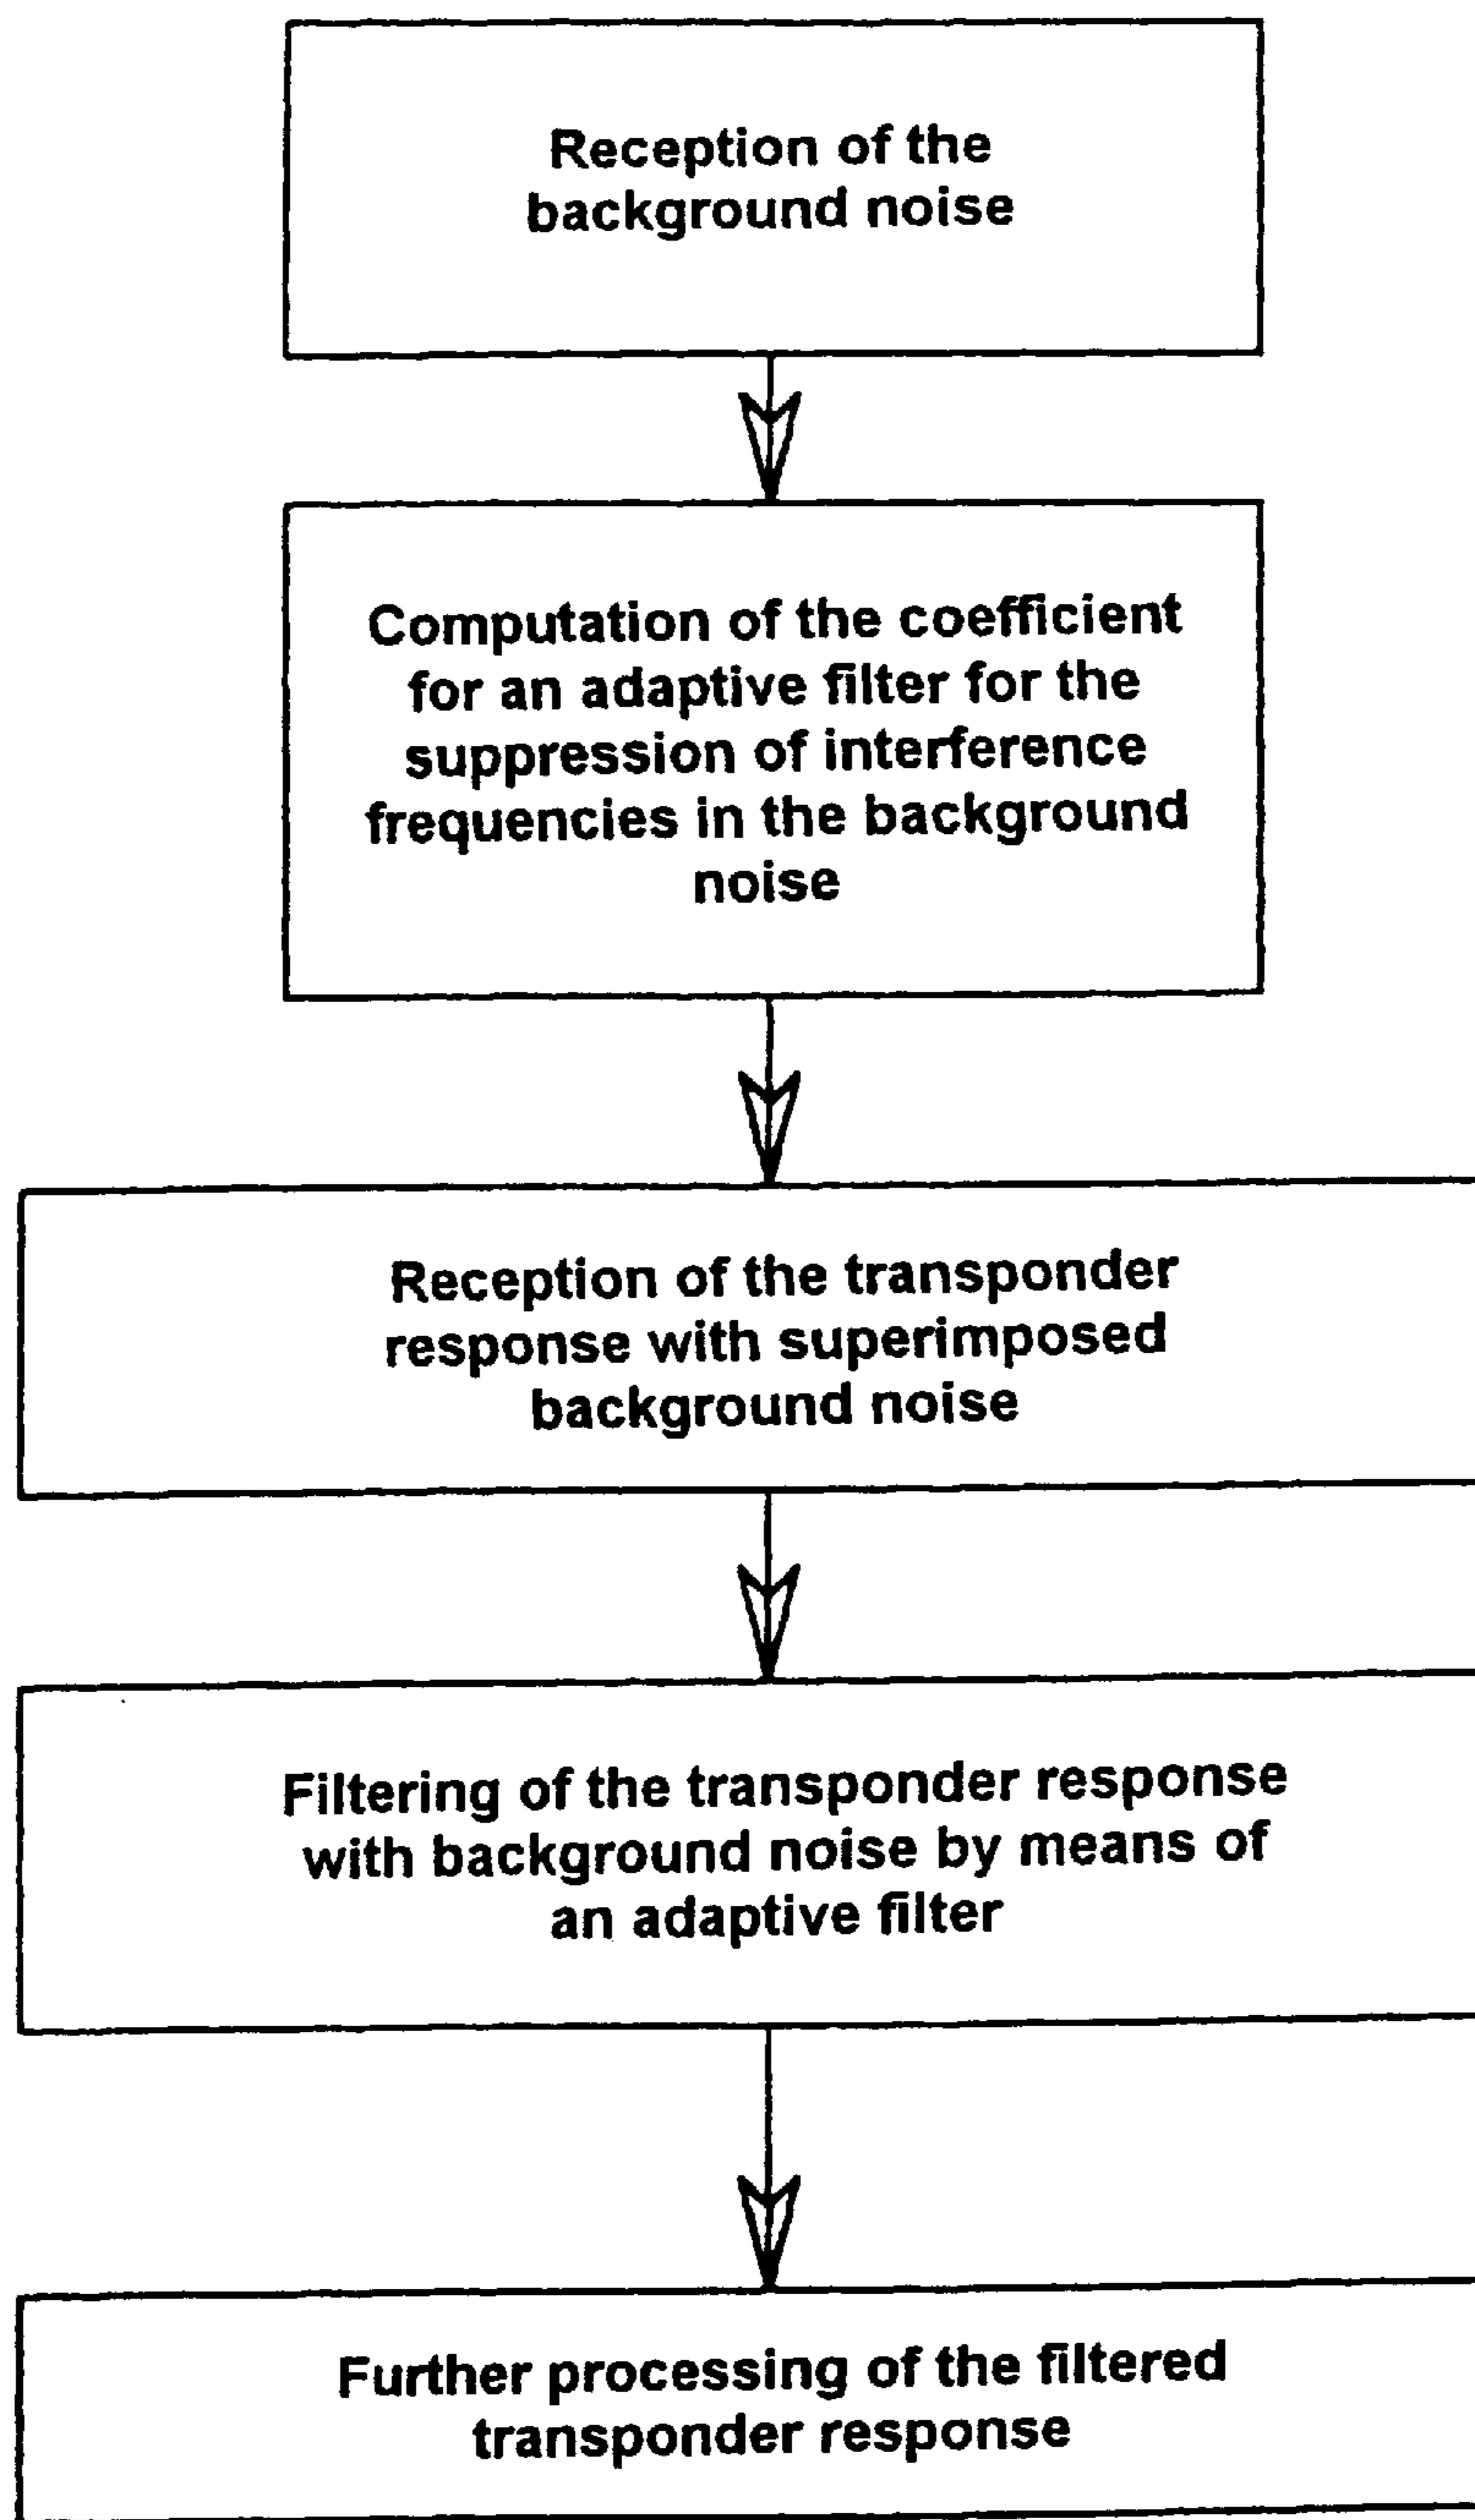 Reception of the
background noise
Computation of the coefficient
for an adaptive filter for the
suppression of interference
frequencies in the background
noise
Reception of the transponder
response with superimposed
background noise
Filtering of the transponder response
with background noise by means of
an adaptive filter
Further processing of the filtered
transponder response